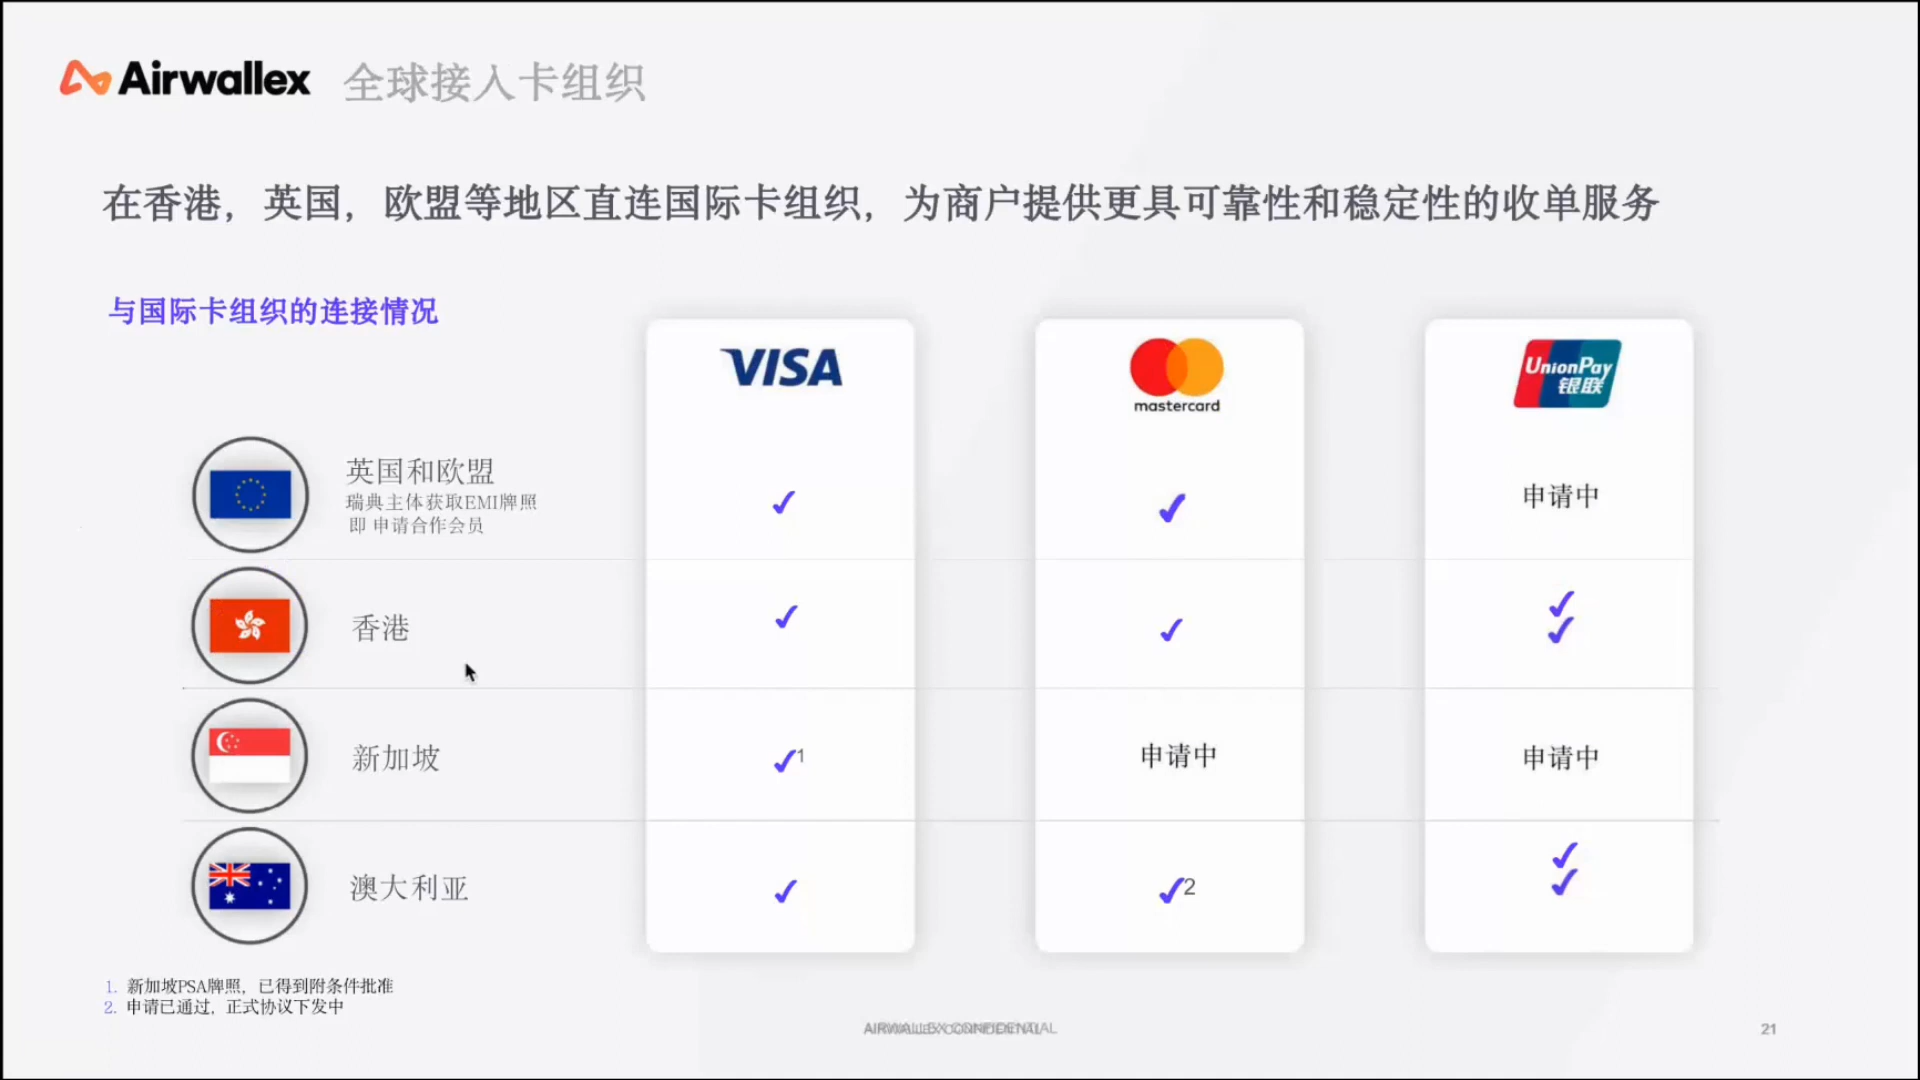 Airwallex 全球接入卡组织
在香港，英国，欧盟等地区直连国际卡组织，为商户提供更具可靠性和稳定性的收单服务
与国际卡组织的连接情况
VISA
mastercard
UnionPay
银联
英国和欧盟
瑞典主体获取EMI牌照
即 申请合作会员
✓ ✓ 申请中
香港 ✓ ✓ ✓
✓
新加坡 ✓1 申请中 申请中
澳大利亚 ✓ ✓2 ✓
✓
1. 新加坡PSA牌照，已得到附条件批准
2. 申请已通过，正式协议下发中
AIRWALLEX CONFIDENTIAL
21